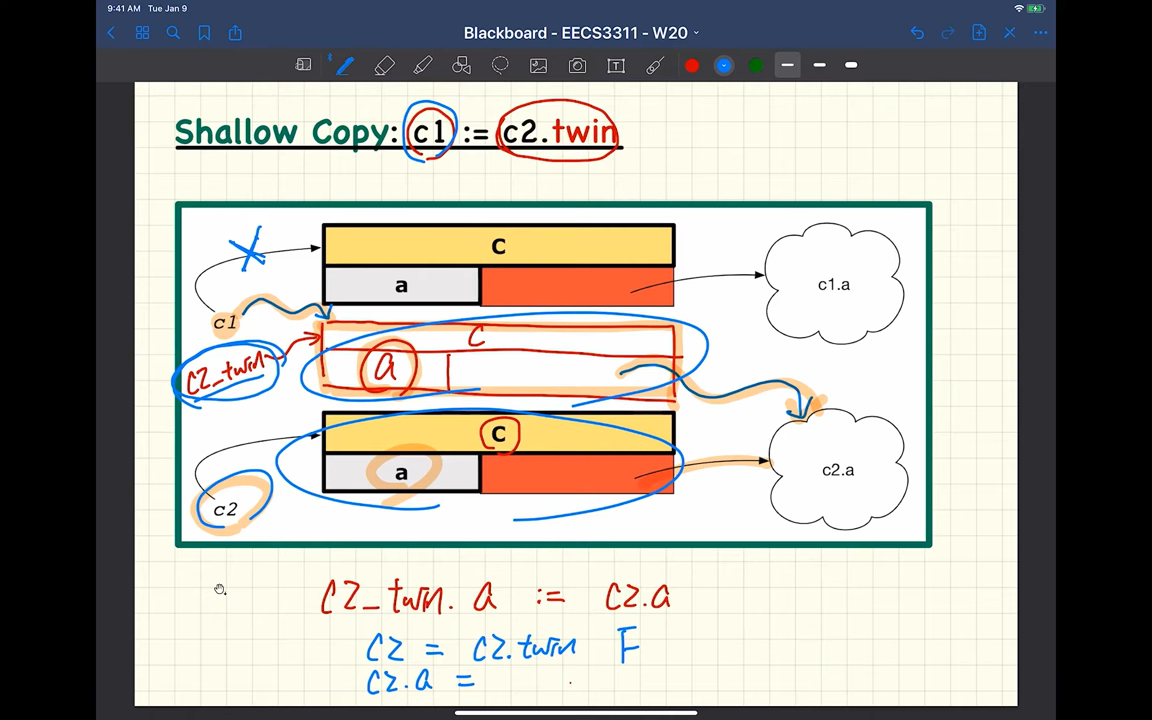 9:41 AM Tue Jan 9
Blackboard - EECS3311 - W20
Shallow Copy: c1 := c2.twin
C
a
c1.a
c1
C
c2_twin
a
C
a
c2.a
c2
c2_twin. a := c2.a
c2 = c2.twin F
c2.a =